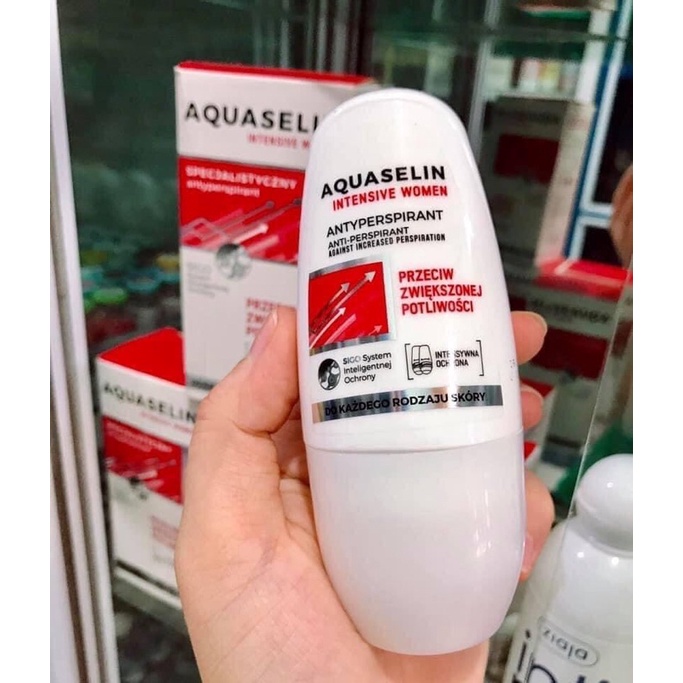 AQUASELIN
INTENSIVE WOMEN
ANTYPERSPIRANT
ANTI-PERSPIRANT
AGAINST INCREASED PERSPIRATION
PRZECIW
ZWIĘKSZONEJ
POTLIWOŚCI
SIGO System
Inteligentnej
Ochrony
INTENSYWNA
OCHRONA
DO KAŻDEGO RODZAJU SKÓRY
AQUASELIN
INTENSIVE W
SPECJALISTYCZNY
antyperspirant
AQUASELIN
ziaja